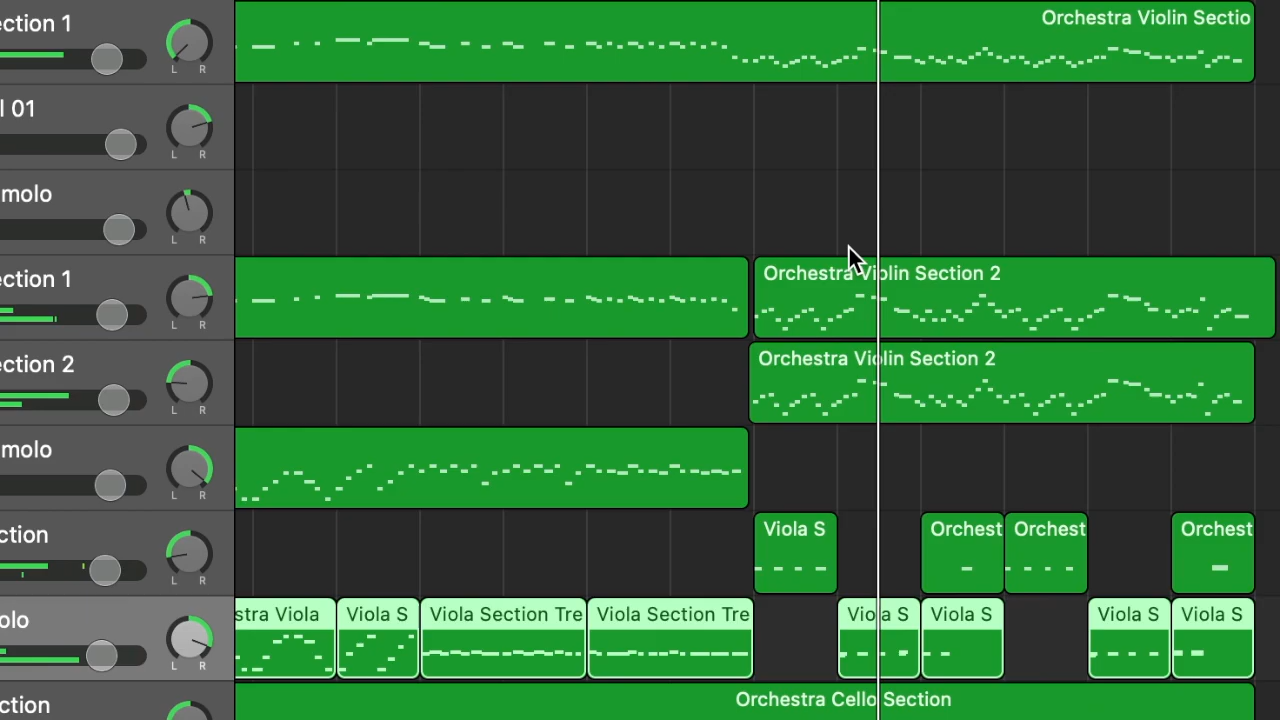 ection 1
L R
Orchestra Violin Sectio
l 01
L R
molo
L R
ection 1
L R
Orchestra Violin Section 2
ection 2
L R
Orchestra Violin Section 2
molo
L R
ction
L R
Viola S
Orchest
Orchest
Orchest
olo
L R
stra Viola
Viola S
Viola Section Tre
Viola Section Tre
Viola S
Viola S
Viola S
Viola S
ction
Orchestra Cello Section